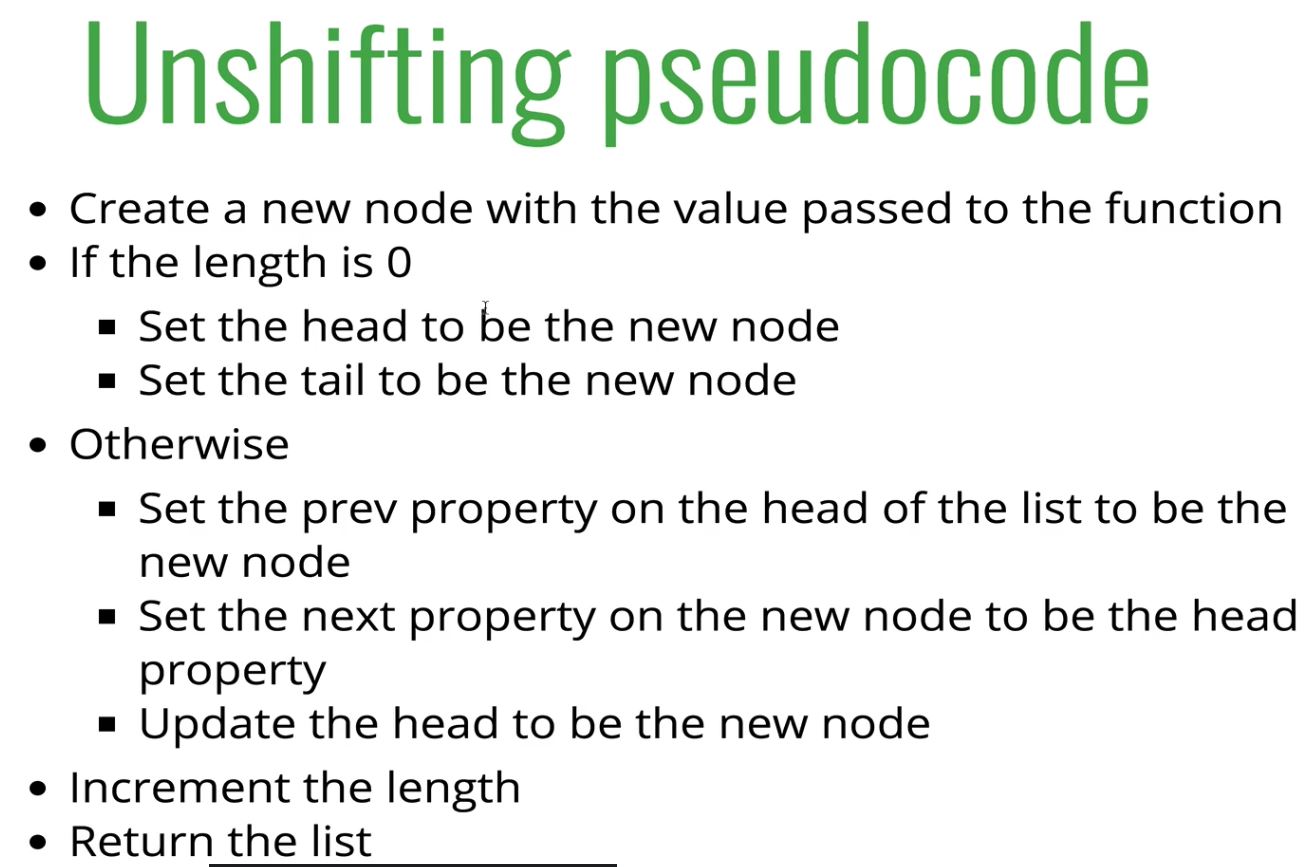 Unshifting pseudocode
Create a new node with the value passed to the function
If the length is 0
Set the head to be the new node
Set the tail to be the new node
Otherwise
Set the prev property on the head of the list to be the
new node
Set the next property on the new node to be the head
property
Update the head to be the new node
Increment the length
Return the list